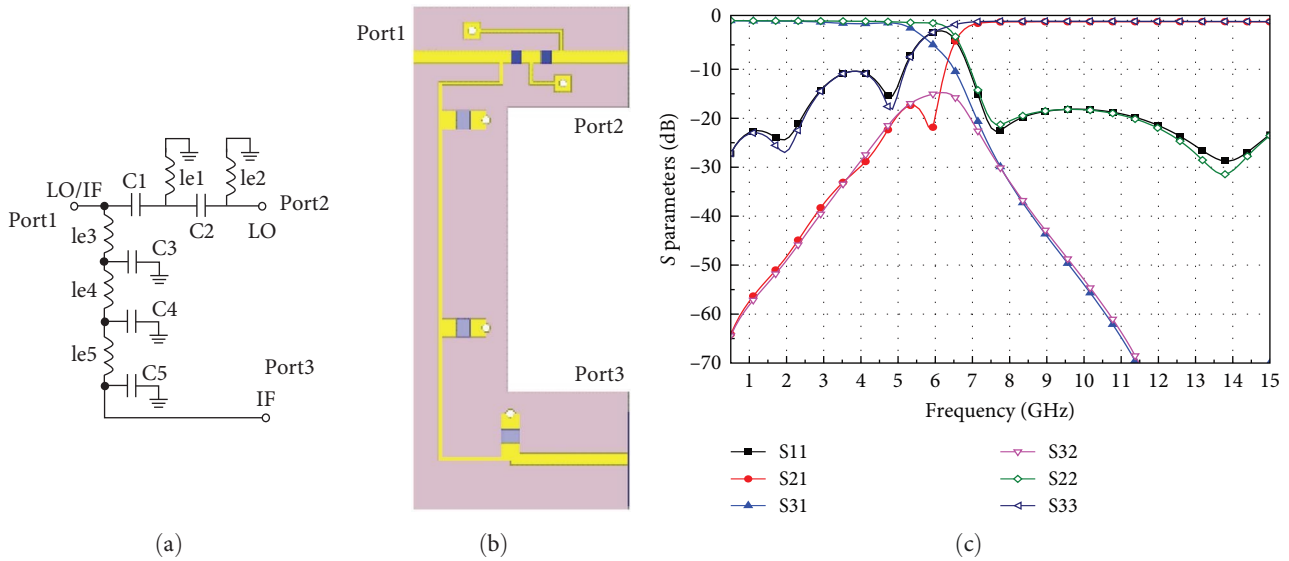 LO/IF
C1
le1
le2
Port1
C2
LO
Port2
le3
C3
le4
C4
le5
C5
Port3
IF
(a)
Port1
Port2
Port3
(b)
S parameters (dB)
0
−10
−20
−30
−40
−50
−60
−70
1 2 3 4 5 6 7 8 9 10 11 12 13 14 15
Frequency (GHz)
S11
S21
S31
S32
S22
S33
(c)